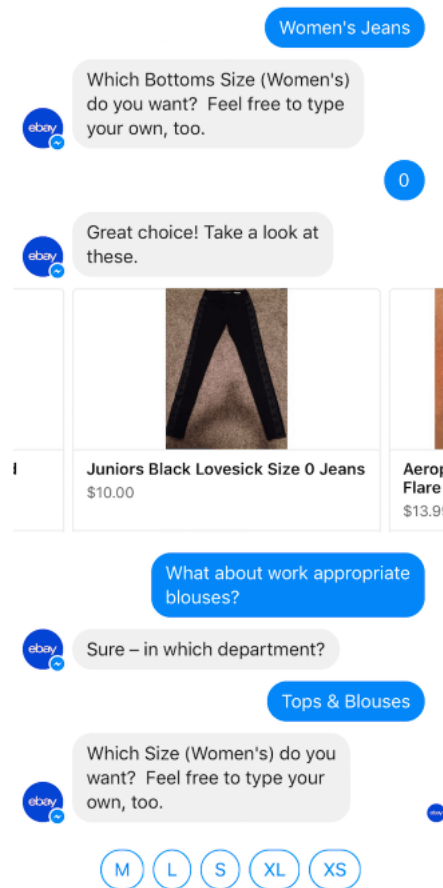 Women's Jeans
Which Bottoms Size (Women's)
do you want?  Feel free to type
your own, too.
ebay
0
Great choice! Take a look at
these.
ebay
Juniors Black Lovesick Size 0 Jeans
$10.00
Flare
What about work appropriate
blouses?
ebay
Sure – in which department?
Tops & Blouses
Which Size (Women's) do you
want?  Feel free to type your
own, too.
ebay
ebay
M L S XL XS